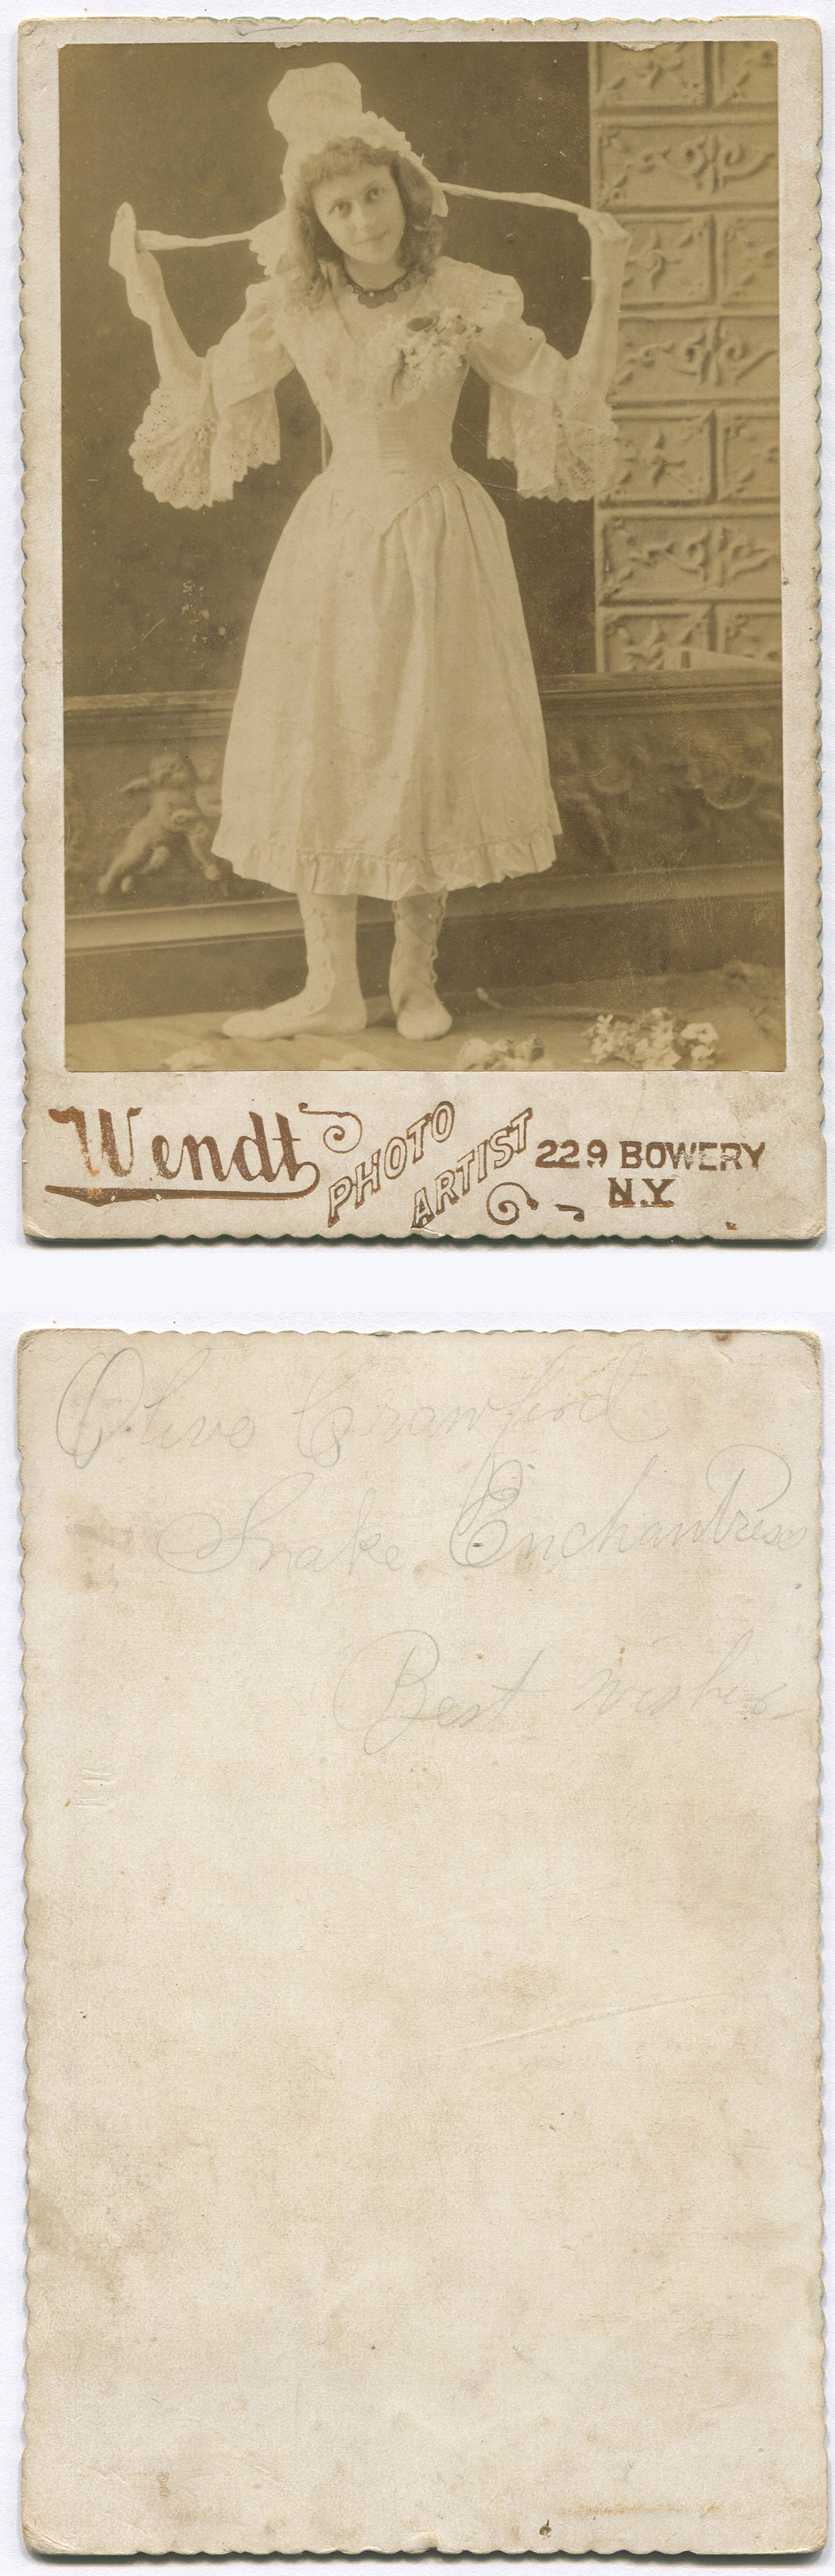 Wendt PHOTO ARTIST 229 BOWERY
N.Y.
Olive Crawford
Snake Enchantress
Best wishes